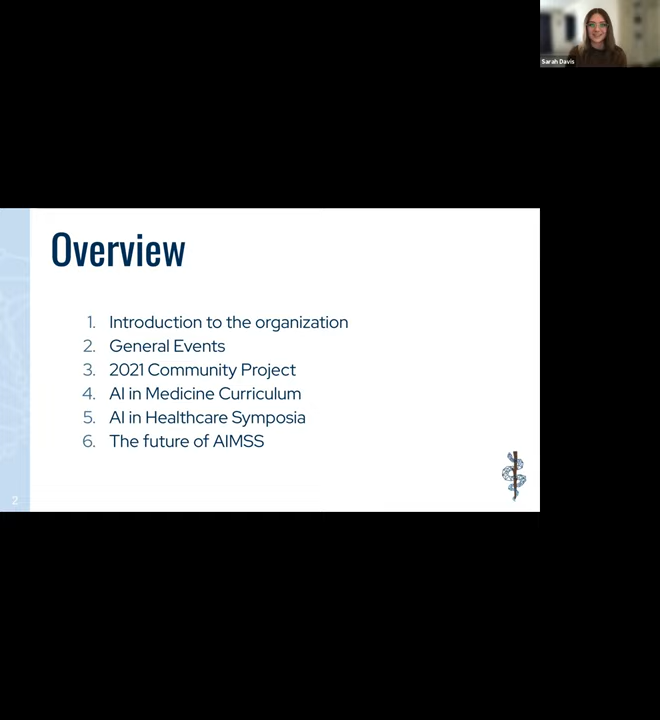 Sarah Davis
Overview
1. Introduction to the organization
2. General Events
3. 2021 Community Project
4. AI in Medicine Curriculum
5. AI in Healthcare Symposia
6. The future of AIMSS
2